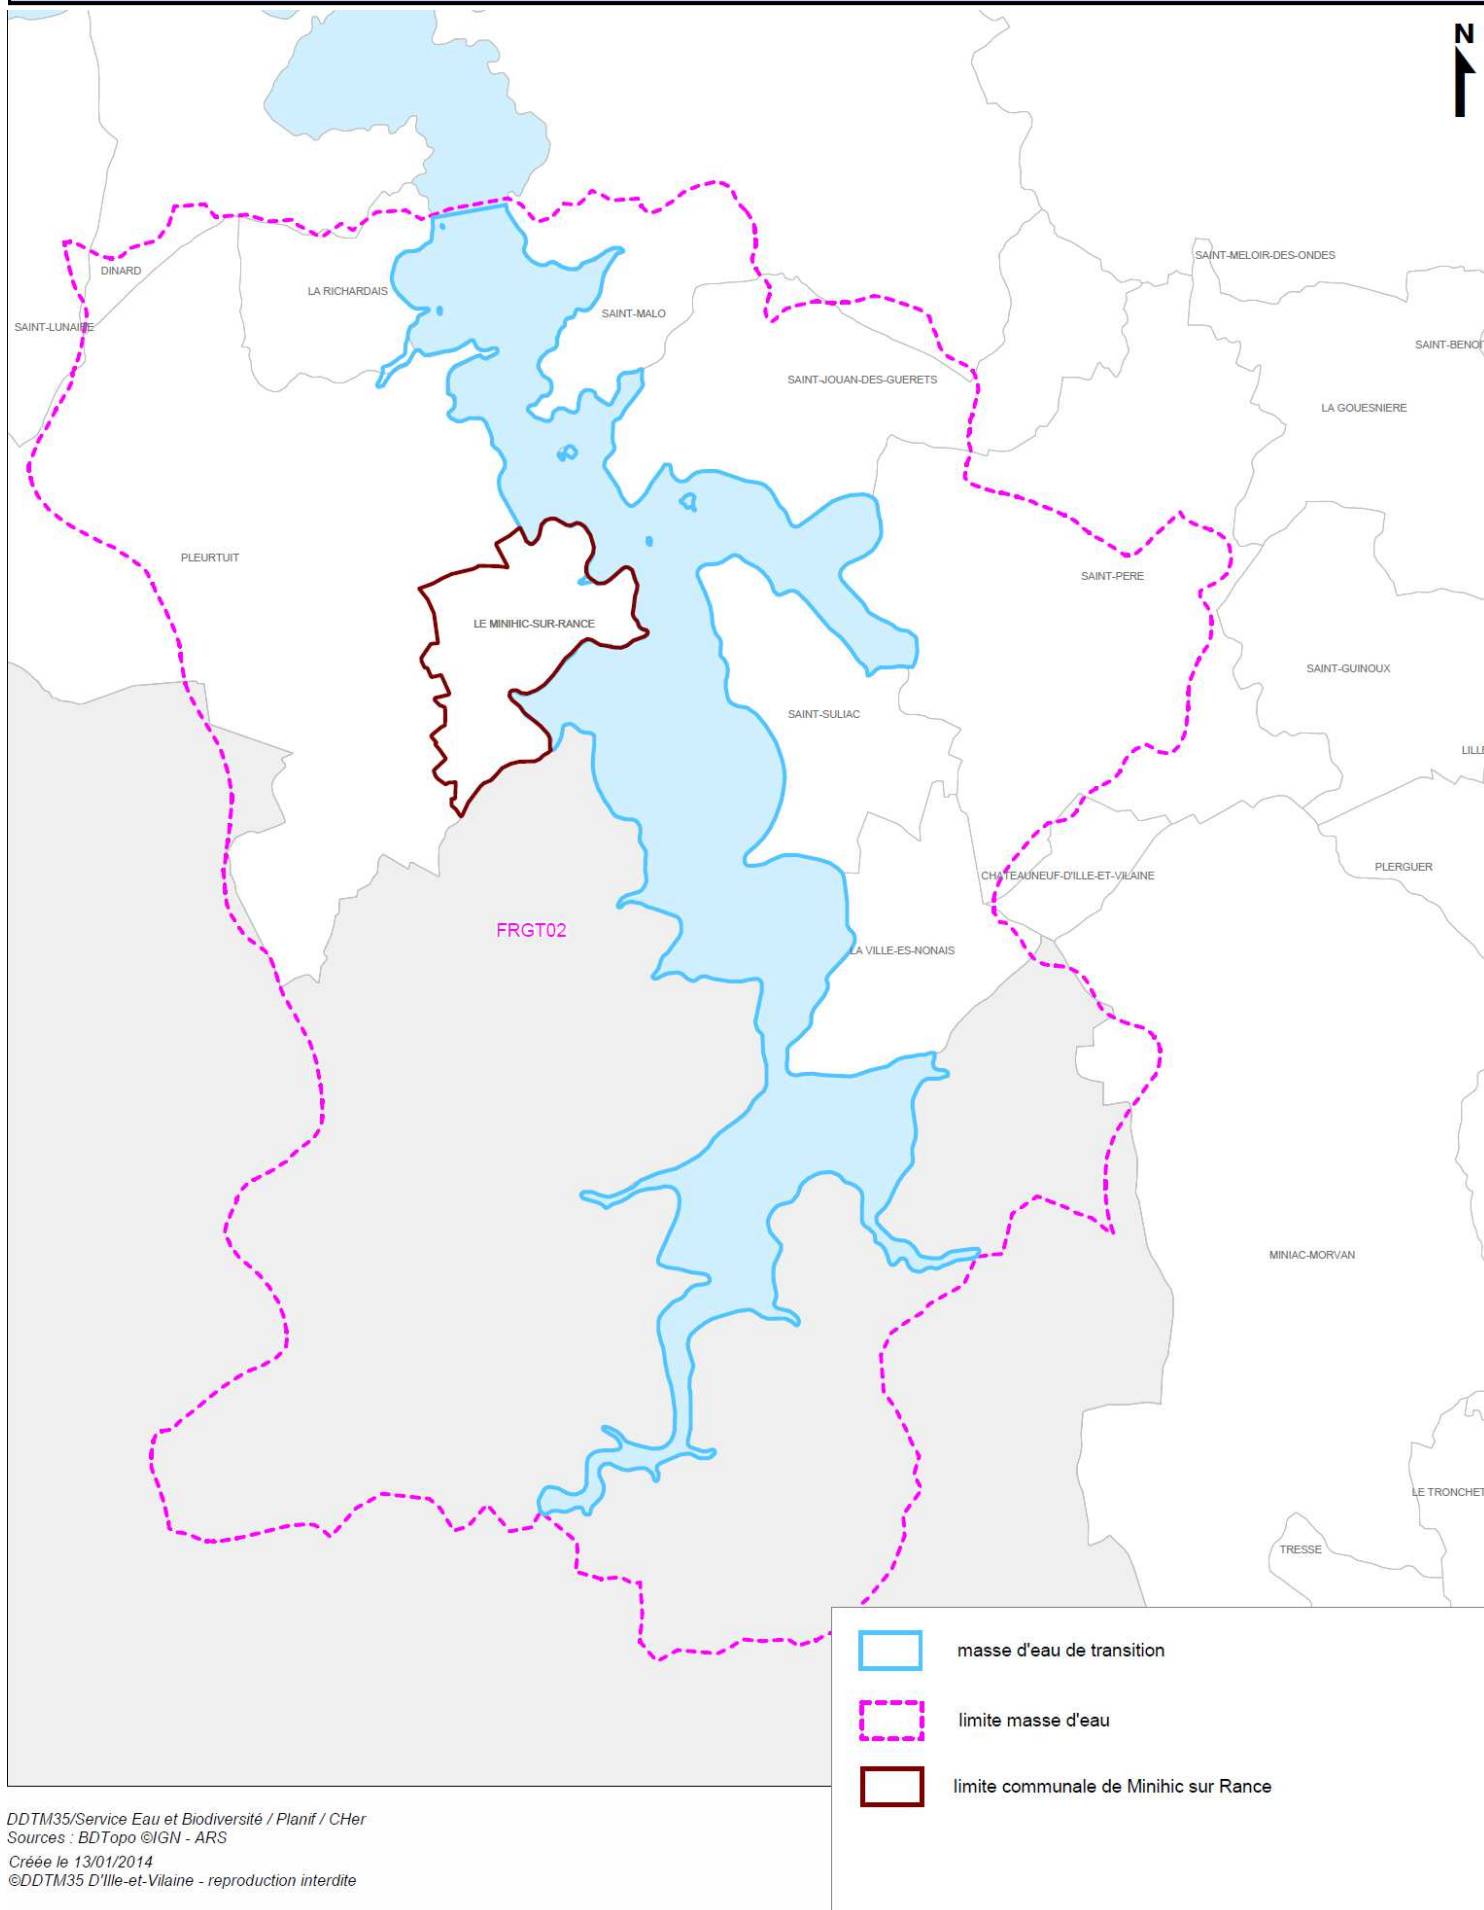 N
SAINT-MELOIR-DES-ONDES
DINARD
LA RICHARDAIS
SAINT-MALO
SAINT-LUNAIRE
SAINT-BENOI
SAINT-JOUAN-DES-GUERETS
LA GOUESNIERE
PLEURTUIT
SAINT-PERE
LE MINIHIC-SUR-RANCE
SAINT-GUINOUX
SAINT-SULIAC
LILLE
PLERGUER
CHATEAUNEUF-D'ILLE-ET-VILAINE
FRGT02
LA VILLE-ES-NONAIS
MINIAC-MORVAN
LE TRONCHET
TRESSE
masse d'eau de transition
limite masse d'eau
limite communale de Minihic sur Rance
DDTM35/Service Eau et Biodiversité / Planif / CHer
Sources : BDTopo ©IGN - ARS
Créée le 13/01/2014
©DDTM35 D'Ille-et-Vilaine - reproduction interdite